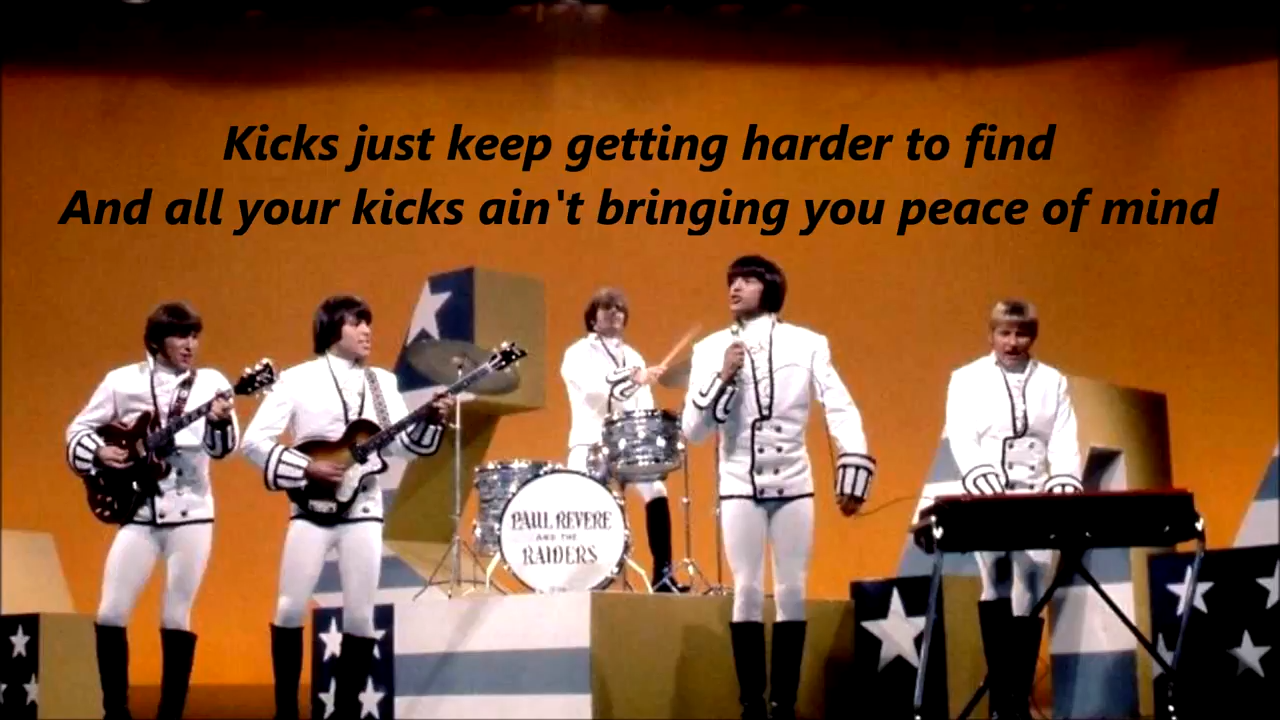 Kicks just keep getting harder to find
And all your kicks ain't bringing you peace of mind
PAUL REVERE
AND THE
RAIDERS